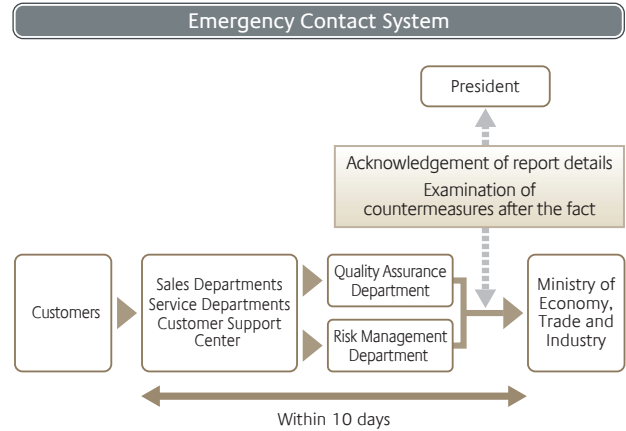 Emergency Contact System
President
Acknowledgement of report details
Examination of
countermeasures after the fact
Customers
Sales Departments
Service Departments
Customer Support
Center
Quality Assurance
Department
Risk Management
Department
Ministry of
Economy,
Trade and
Industry
Within 10 days